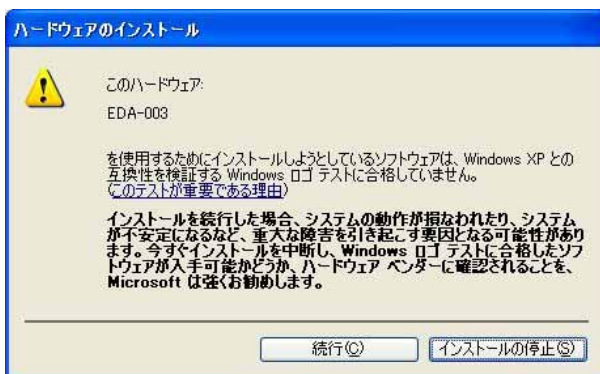 ハードウェアのインストール
このハードウェア:
EDA-003
を使用するためにインストールしようとしているソフトウェアは、Windows XP との
互換性を検証する Windows ロゴ テストに合格していません。
(このテストが重要である理由)
インストールを続行した場合、システムの動作が損なわれたり、システム
が不安定になるなど、重大な障害を引き起こす要因となる可能性があり
ます。今すぐインストールを中断し、Windows ロゴ テストに合格したソフ
トウェアが入手可能かどうか、ハードウェア ベンダーに確認されることを、
Microsoft は強くお勧めします。
続行(C)
インストールの停止(S)